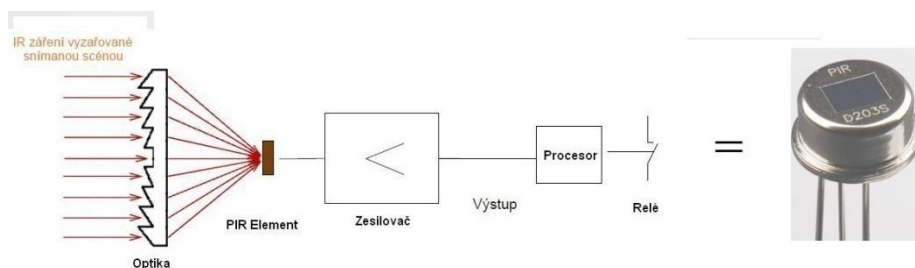 IR záření vyzařované
snímanou scénou
Optika
PIR Element
Zesilovač
Výstup
Procesor
Relé
=
PIR
D203S